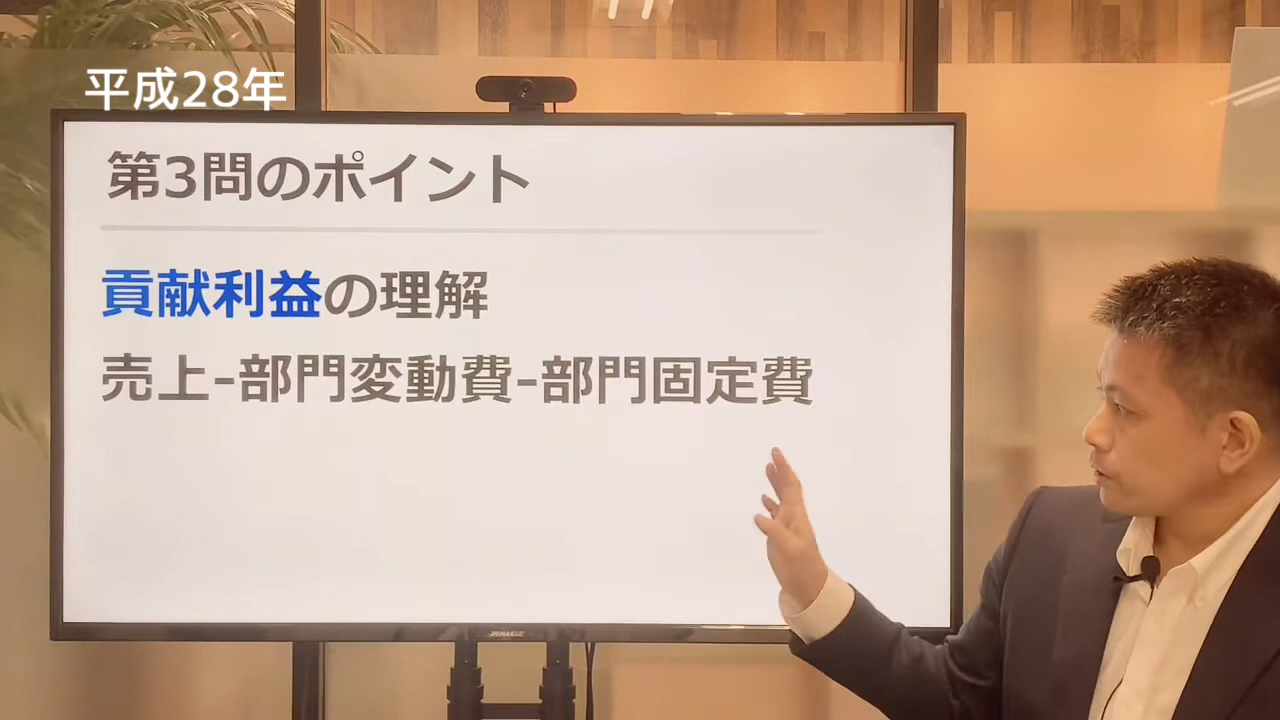 平成28年
第3問のポイント
貢献利益の理解
売上-部門変動費-部門固定費